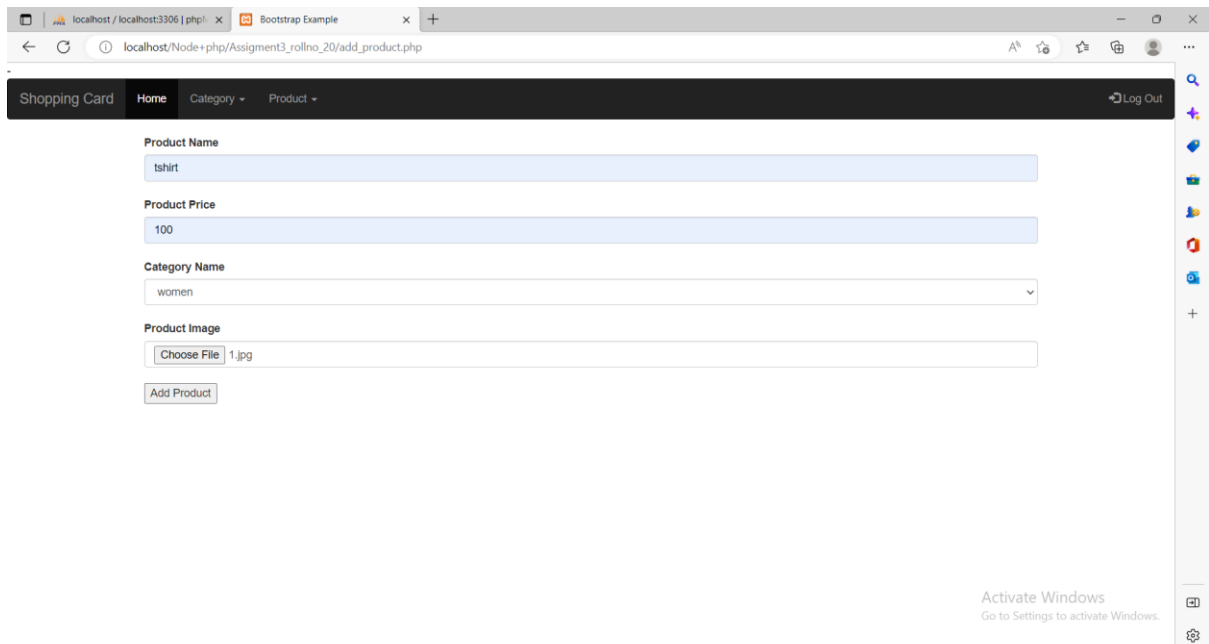 localhost / localhost:3306 | php
Bootstrap Example
localhost/Node+php/Assigment3_rollno_20/add_product.php
-
Shopping Card Home Category Product Log Out
Product Name
tshirt
Product Price
100
Category Name
women
Product Image
Choose File 1.jpg
Add Product
Activate Windows
Go to Settings to activate Windows.